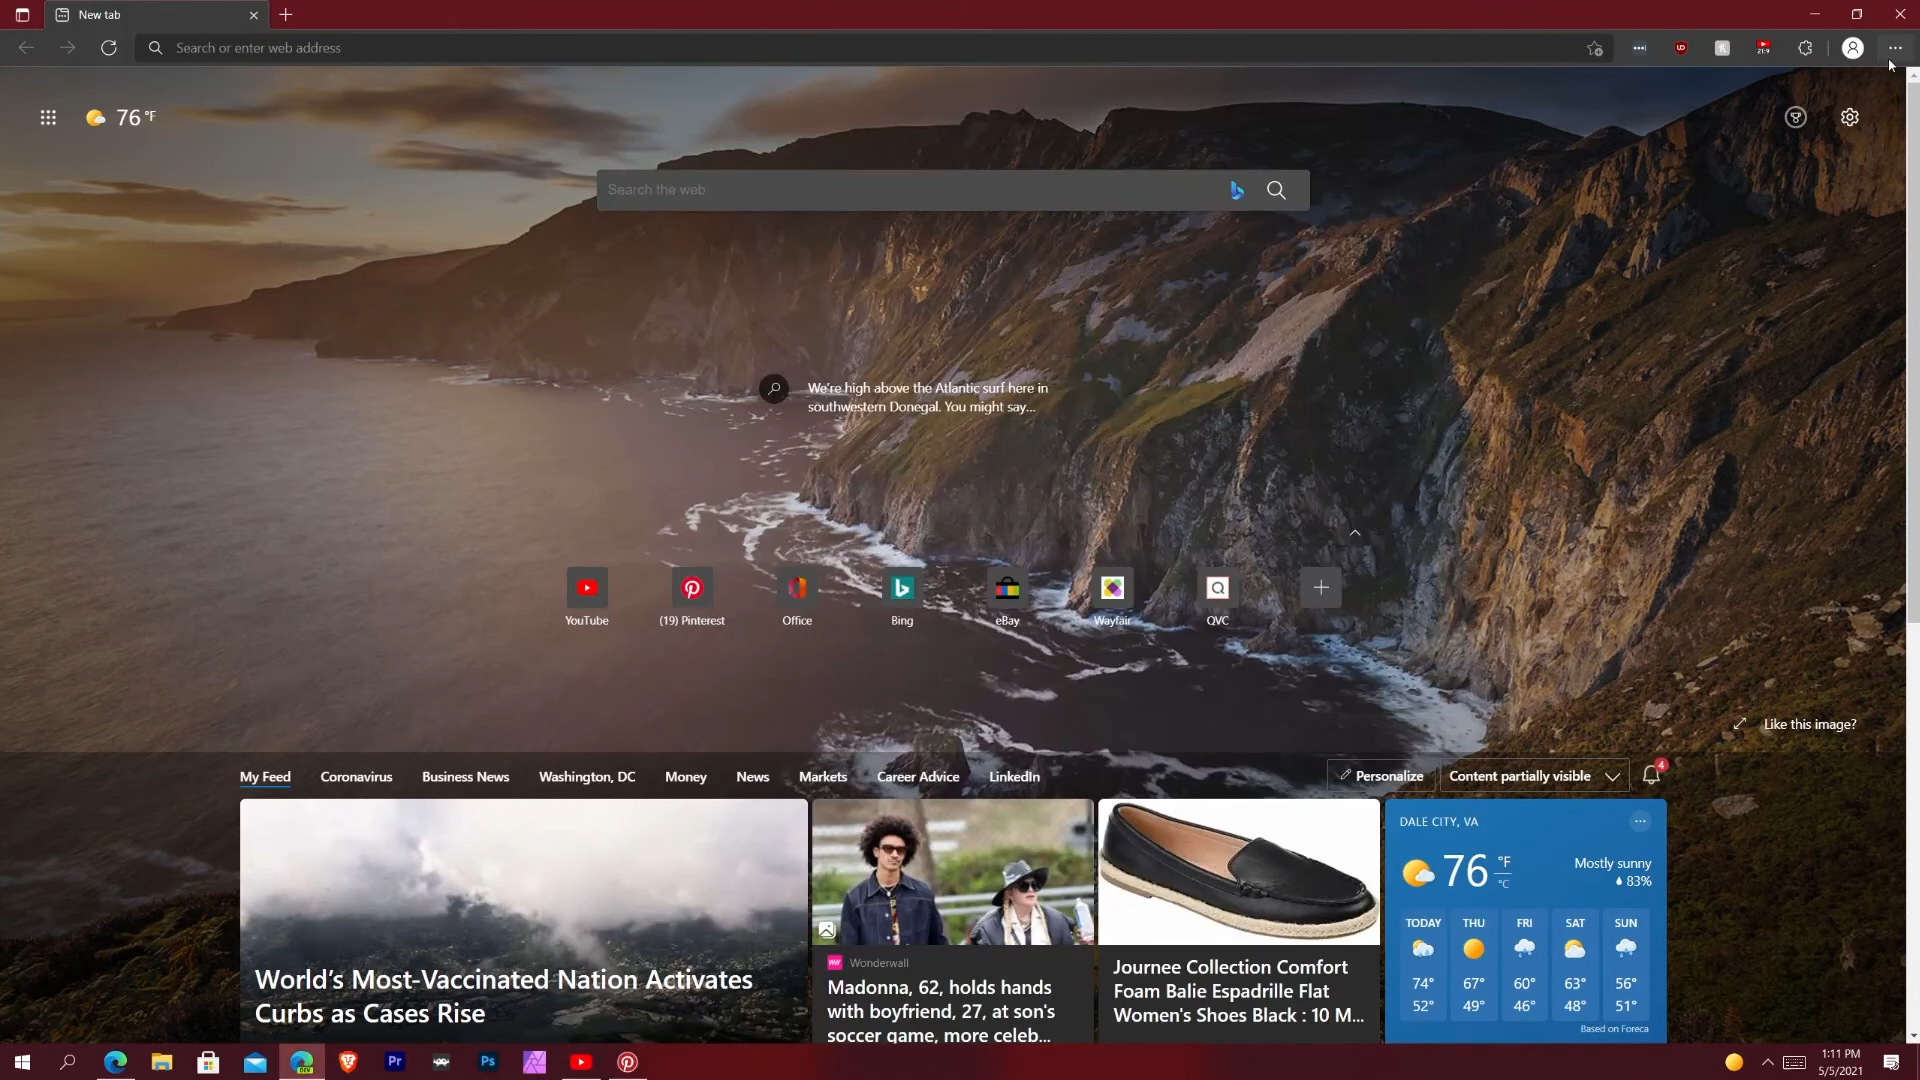 New tab
Search or enter web address
21:9
76 °F
Search the web
We're high above the Atlantic surf here in
southwestern Donegal. You might say...
YouTube
(19) Pinterest
Office
Bing
eBay
Wayfair
QVC
Like this image?
My Feed
Coronavirus
Business News
Washington, DC
Money
News
Markets
Career Advice
LinkedIn
Personalize
Content partially visible
4
World's Most-Vaccinated Nation Activates
Curbs as Cases Rise
Wonderwall
Madonna, 62, holds hands
with boyfriend, 27, at son's
soccer game, more celeb...
Journee Collection Comfort
Foam Balie Espadrille Flat
Women's Shoes Black : 10 M...
DALE CITY, VA
76 °F
°C
Mostly sunny
83%
TODAY THU FRI SAT SUN
74° 67° 60° 63° 56°
52° 49° 46° 48° 51°
Based on Foreca
DEV
Pr
Ps
1:11 PM
5/5/2021